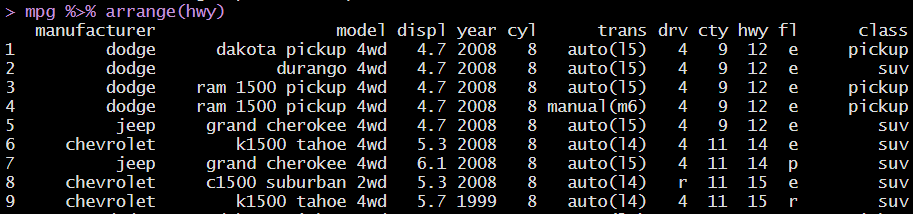 > mpg %>% arrange(hwy)
manufacturer model displ year cyl trans drv cty hwy fl class
1 dodge dakota pickup 4wd 4.7 2008 8 auto(l5) 4 9 12 e pickup
2 dodge durango 4wd 4.7 2008 8 auto(l5) 4 9 12 e suv
3 dodge ram 1500 pickup 4wd 4.7 2008 8 auto(l5) 4 9 12 e pickup
4 dodge ram 1500 pickup 4wd 4.7 2008 8 manual(m6) 4 9 12 e pickup
5 jeep grand cherokee 4wd 4.7 2008 8 auto(l5) 4 9 12 e suv
6 chevrolet k1500 tahoe 4wd 5.3 2008 8 auto(l4) 4 11 14 e suv
7 jeep grand cherokee 4wd 6.1 2008 8 auto(l5) 4 11 14 p suv
8 chevrolet c1500 suburban 2wd 5.3 2008 8 auto(l4) r 11 15 e suv
9 chevrolet k1500 tahoe 4wd 5.7 1999 8 auto(l4) 4 11 15 r suv